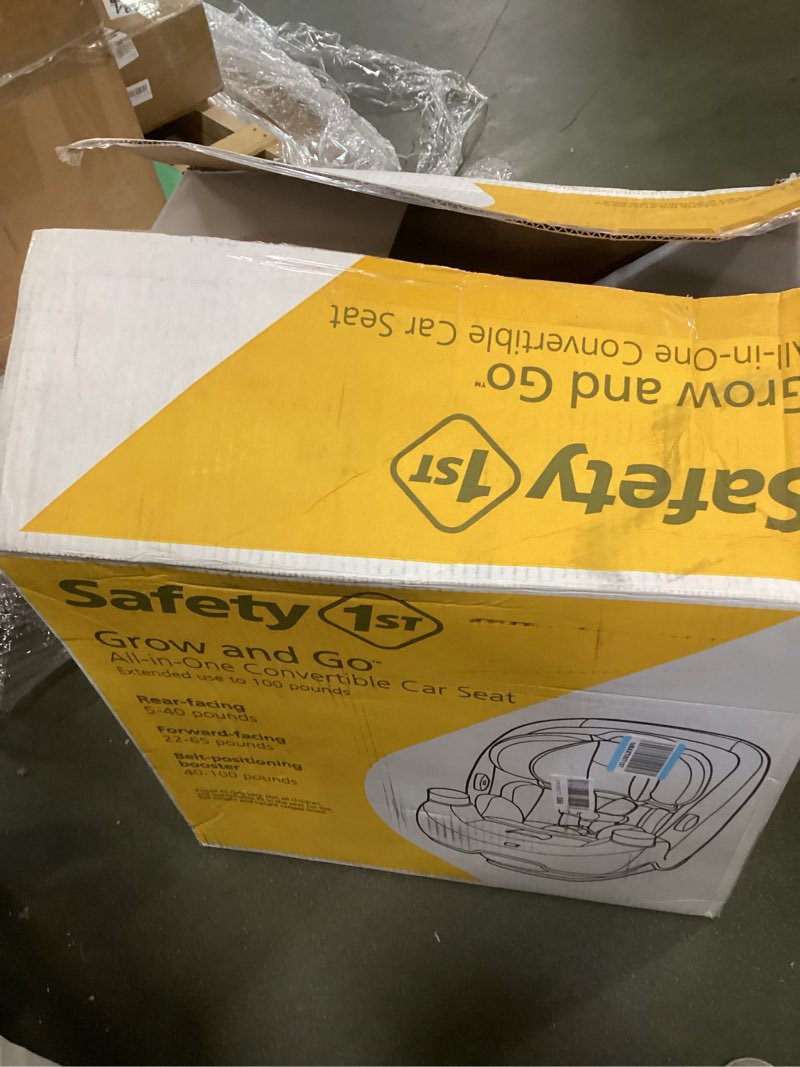 All-in-One Convertible Car Seat
Grow and Go™
Safety 1ST
Safety 1ST
Grow and Go™
All-in-One Convertible Car Seat
Extended use to 100 pounds
Rear-facing
5-40 pounds
Forward-facing
22-65 pounds
Belt-positioning
booster
40-100 pounds